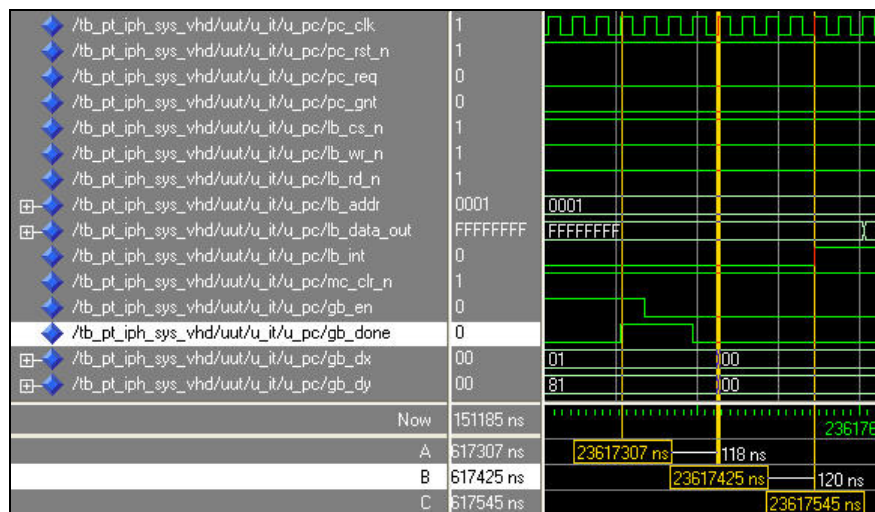 /tb_pt_iph_sys_vhd/uut/u_it/u_pc/pc_clk 1
/tb_pt_iph_sys_vhd/uut/u_it/u_pc/pc_rst_n 1
/tb_pt_iph_sys_vhd/uut/u_it/u_pc/pc_req 0
/tb_pt_iph_sys_vhd/uut/u_it/u_pc/pc_gnt 0
/tb_pt_iph_sys_vhd/uut/u_it/u_pc/lb_cs_n 1
/tb_pt_iph_sys_vhd/uut/u_it/u_pc/lb_wr_n 1
/tb_pt_iph_sys_vhd/uut/u_it/u_pc/lb_rd_n 1
/tb_pt_iph_sys_vhd/uut/u_it/u_pc/lb_addr 0001 0001
/tb_pt_iph_sys_vhd/uut/u_it/u_pc/lb_data_out FFFFFFFF FFFFFFFF
/tb_pt_iph_sys_vhd/uut/u_it/u_pc/lb_int 0
/tb_pt_iph_sys_vhd/uut/u_it/u_pc/mc_clr_n 1
/tb_pt_iph_sys_vhd/uut/u_it/u_pc/gb_en 0
/tb_pt_iph_sys_vhd/uut/u_it/u_pc/gb_done 0
/tb_pt_iph_sys_vhd/uut/u_it/u_pc/gb_dx 00 01 00
/tb_pt_iph_sys_vhd/uut/u_it/u_pc/gb_dy 00 81 00
Now 151185 ns 236176
A 617307 ns 23617307 ns 118 ns
B 617425 ns 23617425 ns 120 ns
C 617545 ns 23617545 ns